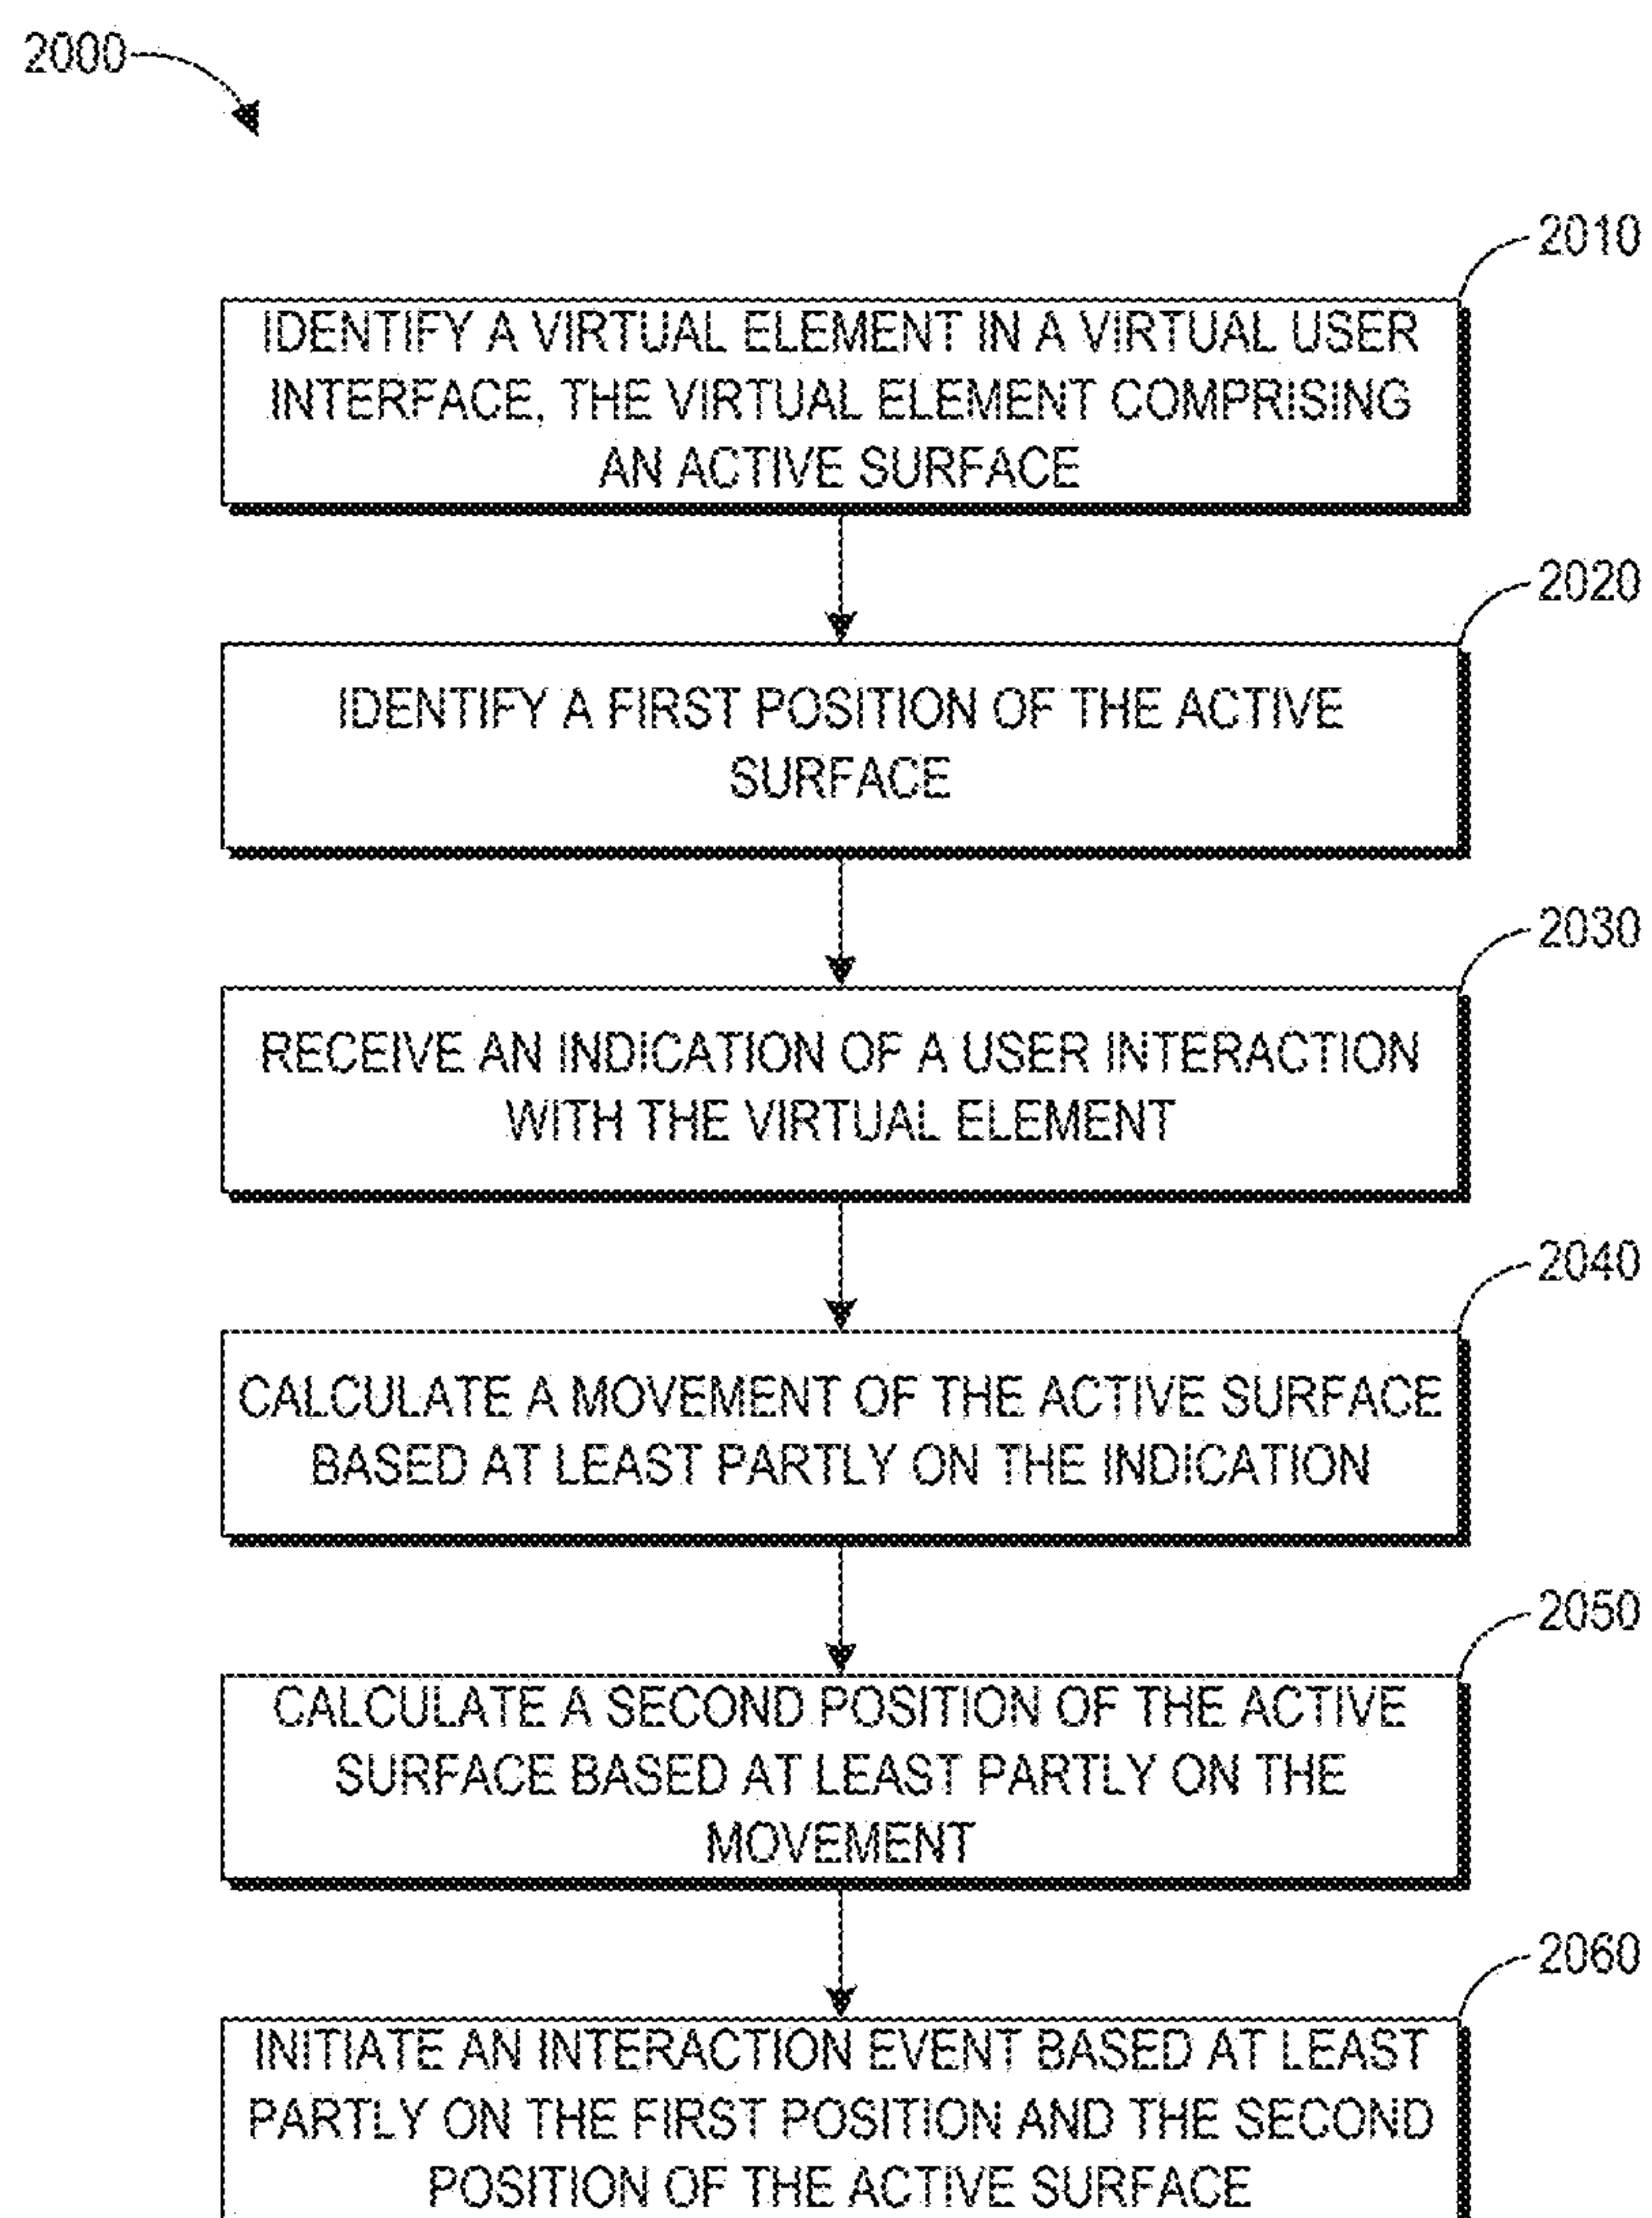 2000
2010
IDENTIFY A VIRTUAL ELEMENT IN A VIRTUAL USER
INTERFACE, THE VIRTUAL ELEMENT COMPRISING
AN ACTIVE SURFACE
2020
IDENTIFY A FIRST POSITION OF THE ACTIVE
SURFACE
2030
RECEIVE AN INDICATION OF A USER INTERACTION
WITH THE VIRTUAL ELEMENT
2040
CALCULATE A MOVEMENT OF THE ACTIVE SURFACE
BASED AT LEAST PARTLY ON THE INDICATION
2050
CALCULATE A SECOND POSITION OF THE ACTIVE
SURFACE BASED AT LEAST PARTLY ON THE
MOVEMENT
2060
INITIATE AN INTERACTION EVENT BASED AT LEAST
PARTLY ON THE FIRST POSITION AND THE SECOND
POSITION OF THE ACTIVE SURFACE